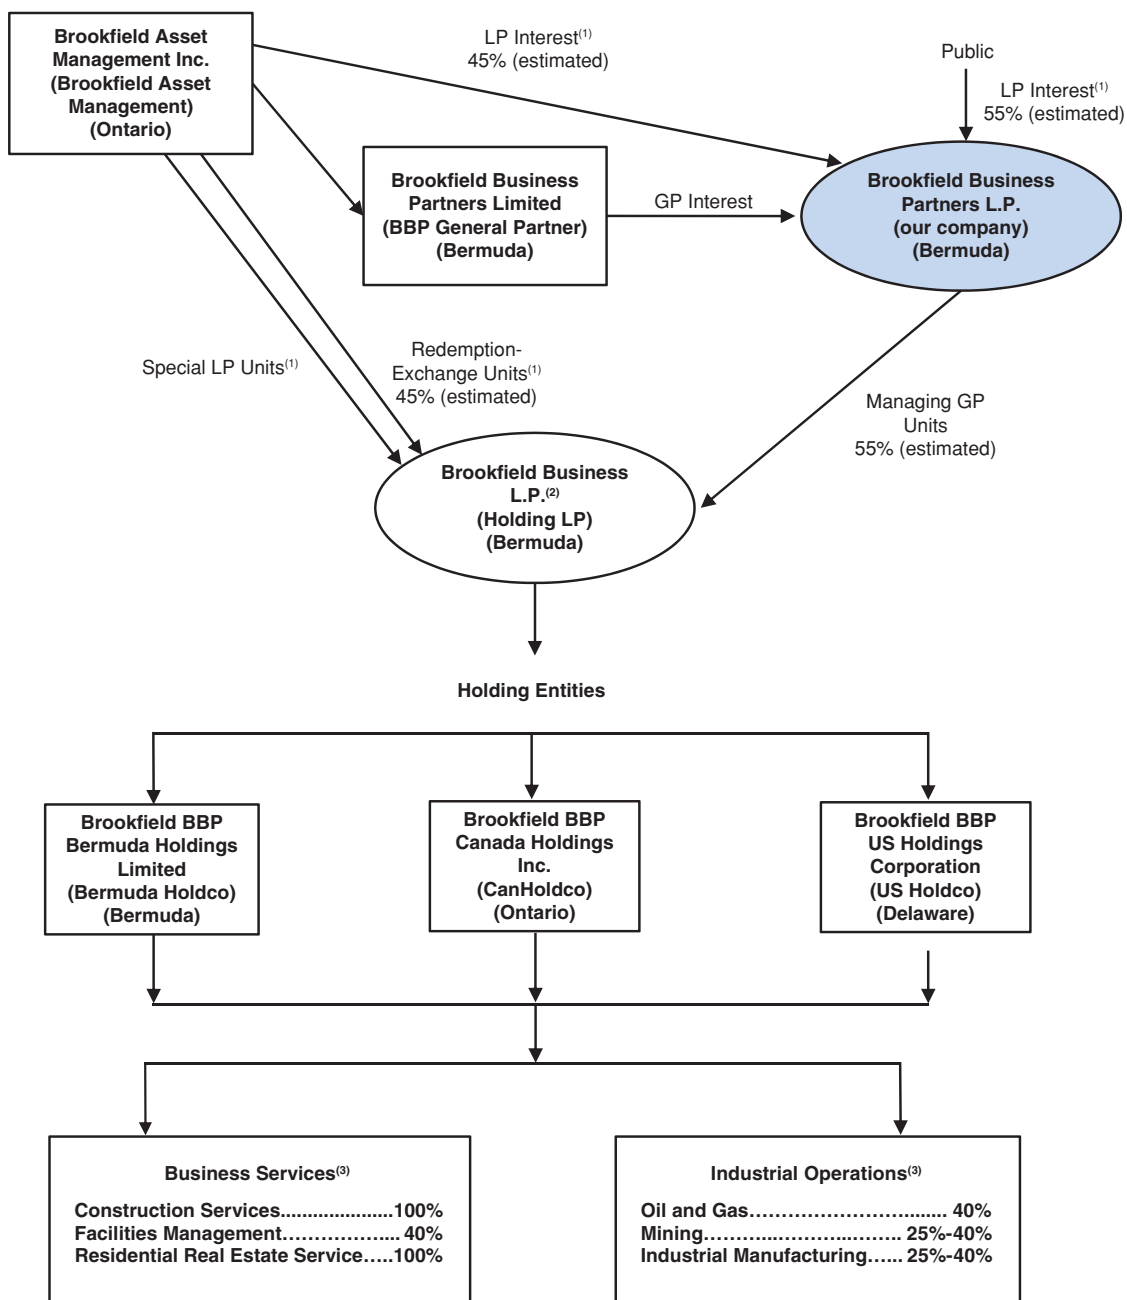 Brookfield Asset
Management Inc.
(Brookfield Asset
Management)
(Ontario)
LP Interest(1)
45% (estimated)
Public
LP Interest(1)
55% (estimated)
Brookfield Business
Partners Limited
(BBP General Partner)
(Bermuda)
GP Interest
Brookfield Business
Partners L.P.
(our company)
(Bermuda)
Special LP Units(1)
Redemption-
Exchange Units(1)
45% (estimated)
Managing GP
Units
55% (estimated)
Brookfield Business
L.P.(2)
(Holding LP)
(Bermuda)
Holding Entities
Brookfield BBP
Bermuda Holdings
Limited
(Bermuda Holdco)
(Bermuda)
Brookfield BBP
Canada Holdings
Inc.
(CanHoldco)
(Ontario)
Brookfield BBP
US Holdings
Corporation
(US Holdco)
(Delaware)
Business Services(3)
Construction Services......................100%
Facilities Management…………….... 40%
Residential Real Estate Service…..100%
Industrial Operations(3)
Oil and Gas……………………....... 40%
Mining………....………...…….. 25%-40%
Industrial Manufacturing…... 25%-40%